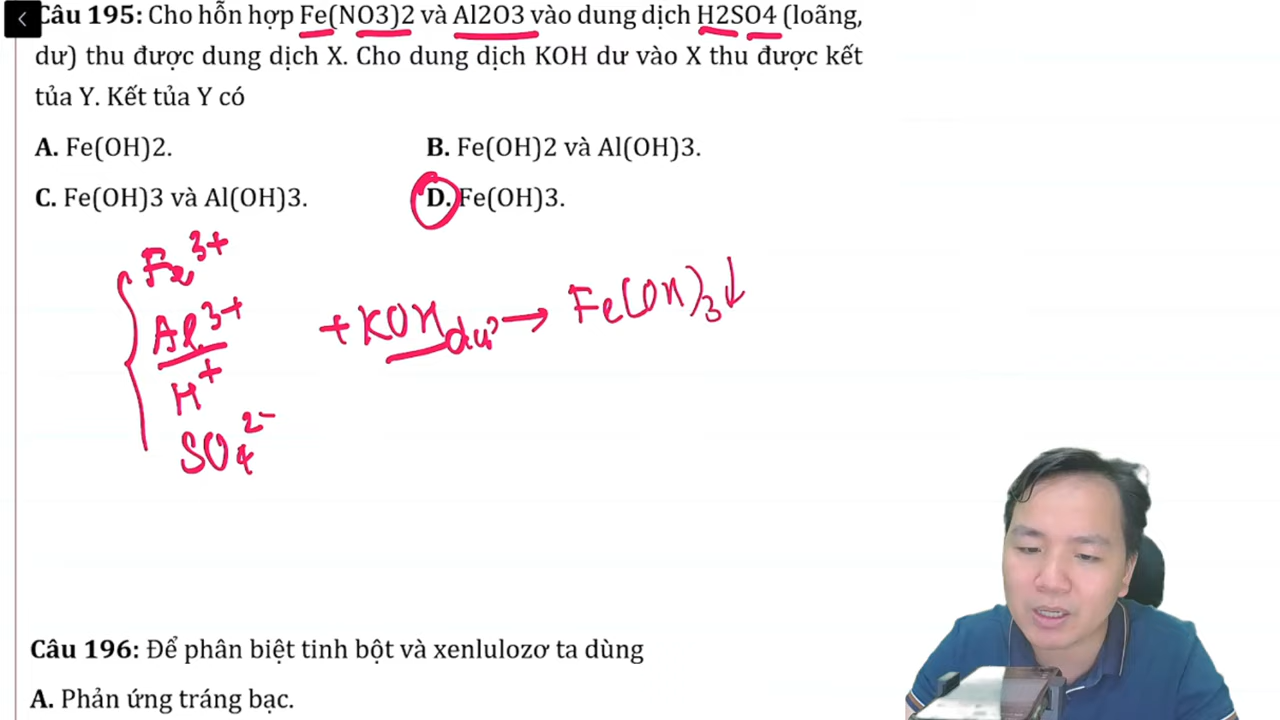 Câu 195: Cho hỗn hợp Fe(NO3)2 và Al2O3 vào dung dịch H2SO4 (loãng,
dư) thu được dung dịch X. Cho dung dịch KOH dư vào X thu được kết
tủa Y. Kết tủa Y có
A. Fe(OH)2. B. Fe(OH)2 và Al(OH)3.
C. Fe(OH)3 và Al(OH)3. D. Fe(OH)3.
Fe³⁺
Al³⁺ + KOH dư → Fe(OH)₃↓
H⁺
SO₄²⁻
Câu 196: Để phân biệt tinh bột và xenlulozơ ta dùng
A. Phản ứng tráng bạc.